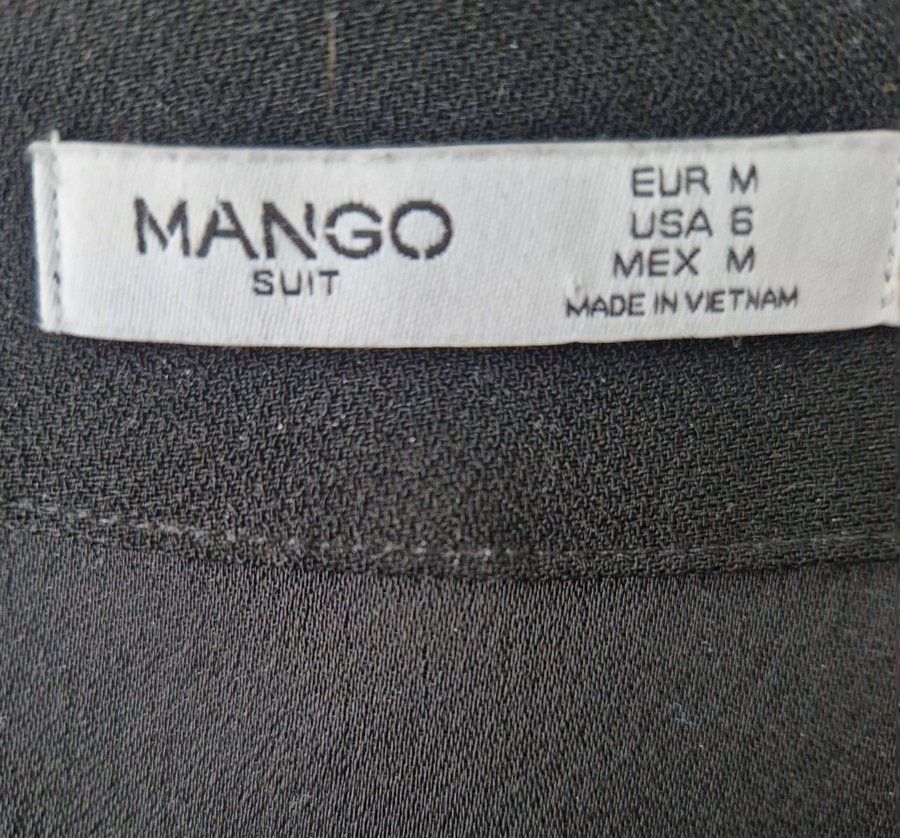 MANGO
SUIT
EUR M
USA 6
MEX M
MADE IN VIETNAM